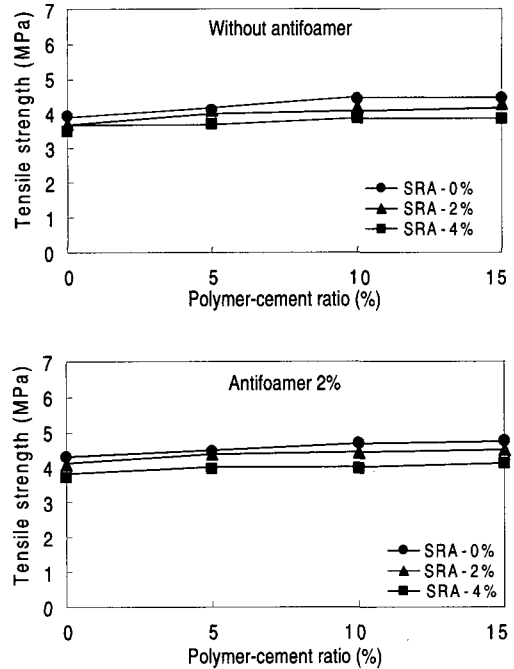 Tensile strength (MPa)
7
6
5
4
3
2
1
0
Without antifoamer
SRA-0%
SRA-2%
SRA-4%
0 5 10 15
Polymer-cement ratio (%)
Tensile strength (MPa)
7
6
5
4
3
2
1
0
Antifoamer 2%
SRA-0%
SRA-2%
SRA-4%
0 5 10 15
Polymer-cement ratio (%)